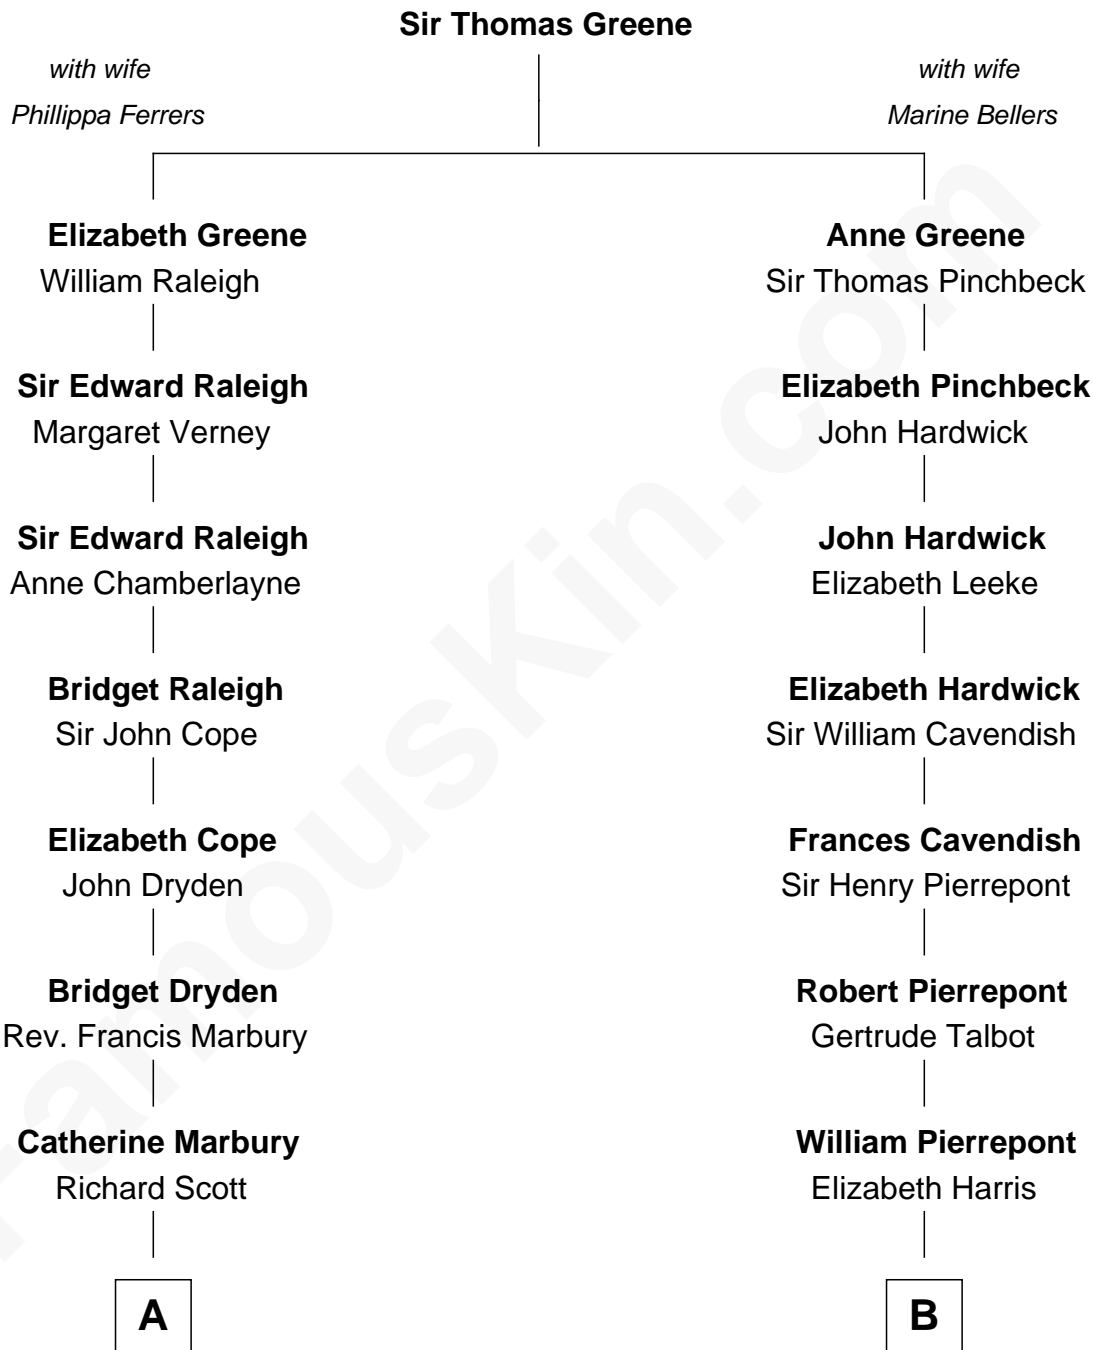 Sir Thomas Greene
with wife
Phillippa Ferrers
with wife
Marine Bellers
Elizabeth Greene
William Raleigh
Anne Greene
Sir Thomas Pinchbeck
Sir Edward Raleigh
Margaret Verney
Elizabeth Pinchbeck
John Hardwick
Sir Edward Raleigh
Anne Chamberlayne
John Hardwick
Elizabeth Leeke
Bridget Raleigh
Sir John Cope
Elizabeth Hardwick
Sir William Cavendish
Elizabeth Cope
John Dryden
Frances Cavendish
Sir Henry Pierrepont
Bridget Dryden
Rev. Francis Marbury
Robert Pierrepont
Gertrude Talbot
Catherine Marbury
Richard Scott
William Pierrepont
Elizabeth Harris
A
B
FamousKin.com